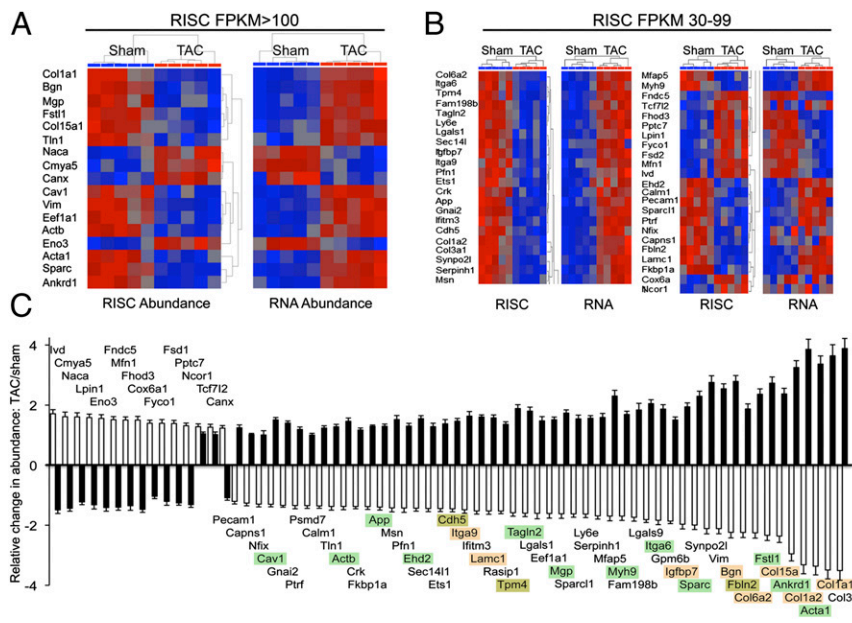 A
RISC FPKM>100
Sham TAC Sham TAC
Col1a1
Bgn
Mgp
Fstl1
Col15a1
Tln1
Naca
Cmya5
Canx
Cav1
Vim
Eef1a1
Actb
Eno3
Acta1
Sparc
Ankrd1
RISC Abundance RNA Abundance
B
RISC FPKM 30-99
Sham TAC Sham TAC Sham TAC Sham TAC
Col6a2
Itga6
Tpm4
Fam198b
Tagln2
Ly6e
Lgals1
Sec14l
Igfbp7
Itga9
Pfn1
Ets1
Crk
App
Gnai2
Ifitm3
Cdh5
Col1a2
Col3a1
Synpo2l
Serpinh1
Msn
RISC RNA
Mfap5
Myh9
Fndc5
Tcf7l2
Fhod3
Pptc7
Lpin1
Fyco1
Fsd2
Mfn1
Ivd
Ehd2
Calm1
Pecam1
Sparcl1
Ptrf
Nfix
Capns1
Fbln2
Lamc1
Fkbp1a
Cox6a
Ncor1
RISC RNA
C
Relative change in abundance: TAC/sham
4
2
0
-2
-4
Ivd Fndc5 Fsd1
Cmya5 Mfn1 Pptc7
Naca Fhod3 Ncor1
Lpin1 Cox6a1 Tcf7l2
Eno3 Fyco1 Canx
Pecam1 Psmd7 App Cdh5 Tagln2 Ly6e Lgals9 Synpo2l Fstl1
Capns1 Calm1 Msn Itga9 Lgals1 Serpinh1 Itga6 Vim Col15a
Nfix Tln1 Pfn1 Ifitm3 Eef1a1 Mfap5 Gpm6b Bgn Ankrd1 Col1a1
Cav1 Actb Ehd2 Lamc1 Mgp Myh9 Igfbp7 Fbln2 Col1a2 Col3
Gnai2 Crk Sec14l1 Rasip1 Sparcl1 Fam198b Sparc Col6a2 Acta1
Ptrf Fkbp1a Ets1 Tpm4